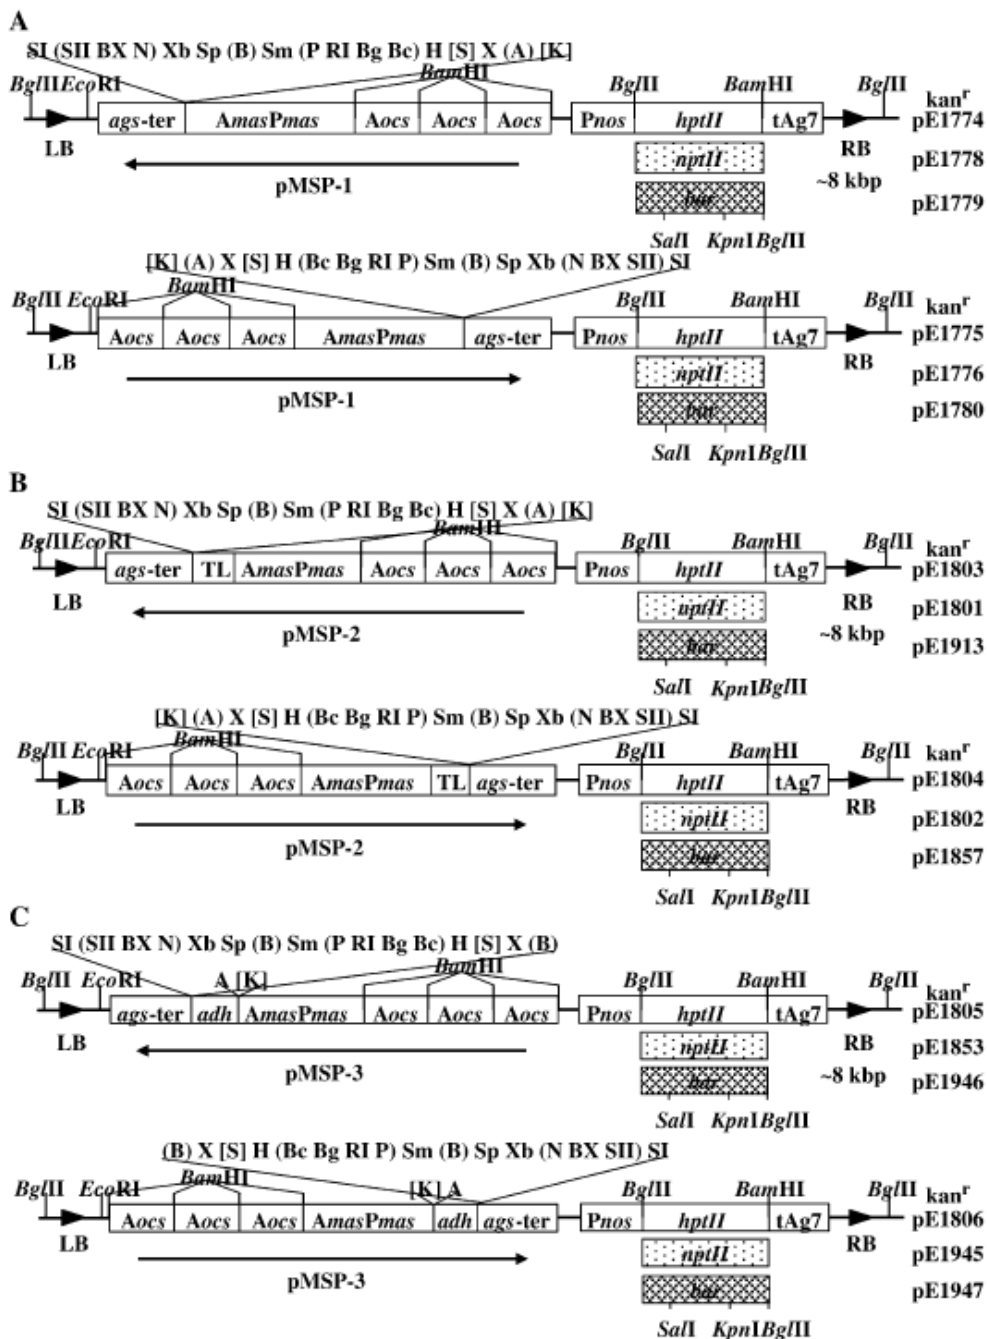 A
SI (SII BX N) Xb Sp (B) Sm (P RI Bg Bc) H [S] X (A) [K]
BamHI
BglII EcoRI BglII BamHI BglII kanʳ
ags-ter AmasPmas Aocs Aocs Aocs Pnos hptII tAg7 pE1774
LB RB
nptII pE1778
pMSP-1 ~8 kbp
bar pE1779
SalI KpnI BglII
[K] (A) X [S] H (Bc Bg RI P) Sm (B) Sp Xb (N BX SII) SI
BamHI
BglII EcoRI BglII BamHI BglII kanʳ
Aocs Aocs Aocs AmasPmas ags-ter Pnos hptII tAg7 pE1775
LB RB
nptII pE1776
pMSP-1
bar pE1780
SalI KpnI BglII
B
SI (SII BX N) Xb Sp (B) Sm (P RI Bg Bc) H [S] X (A) [K]
BamHI
BglII EcoRI BglII BamHI BglII kanʳ
ags-ter TL AmasPmas Aocs Aocs Aocs Pnos hptII tAg7 pE1803
LB RB
nptII pE1801
pMSP-2 ~8 kbp
bar pE1913
SalI KpnI BglII
[K] (A) X [S] H (Bc Bg RI P) Sm (B) Sp Xb (N BX SII) SI
BamHI
BglII EcoRI BglII BamHI BglII kanʳ
Aocs Aocs Aocs AmasPmas TL ags-ter Pnos hptII tAg7 pE1804
LB RB
nptII pE1802
pMSP-2
bar pE1857
SalI KpnI BglII
C
SI (SII BX N) Xb Sp (B) Sm (P RI Bg Bc) H [S] X (B)
BamHI
A [K]
BglII EcoRI BglII BamHI BglII kanʳ
ags-ter adh AmasPmas Aocs Aocs Aocs Pnos hptII tAg7 pE1805
LB RB
nptII pE1853
pMSP-3 ~8 kbp
bar pE1946
SalI KpnI BglII
(B) X [S] H (Bc Bg RI P) Sm (B) Sp Xb (N BX SII) SI
BamHI
[K] A
BglII EcoRI BglII BamHI BglII kanʳ
Aocs Aocs Aocs AmasPmas adh ags-ter Pnos hptII tAg7 pE1806
LB RB
nptII pE1945
pMSP-3
bar pE1947
SalI KpnI BglII